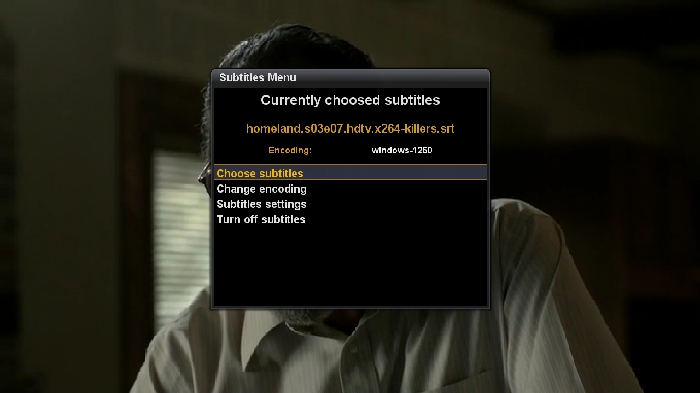 Subtitles Menu
Currently choosed subtitles
homeland.s03e07.hdtv.x264-killers.srt
Encoding: windows-1250
Choose subtitles
Change encoding
Subtitles settings
Turn off subtitles